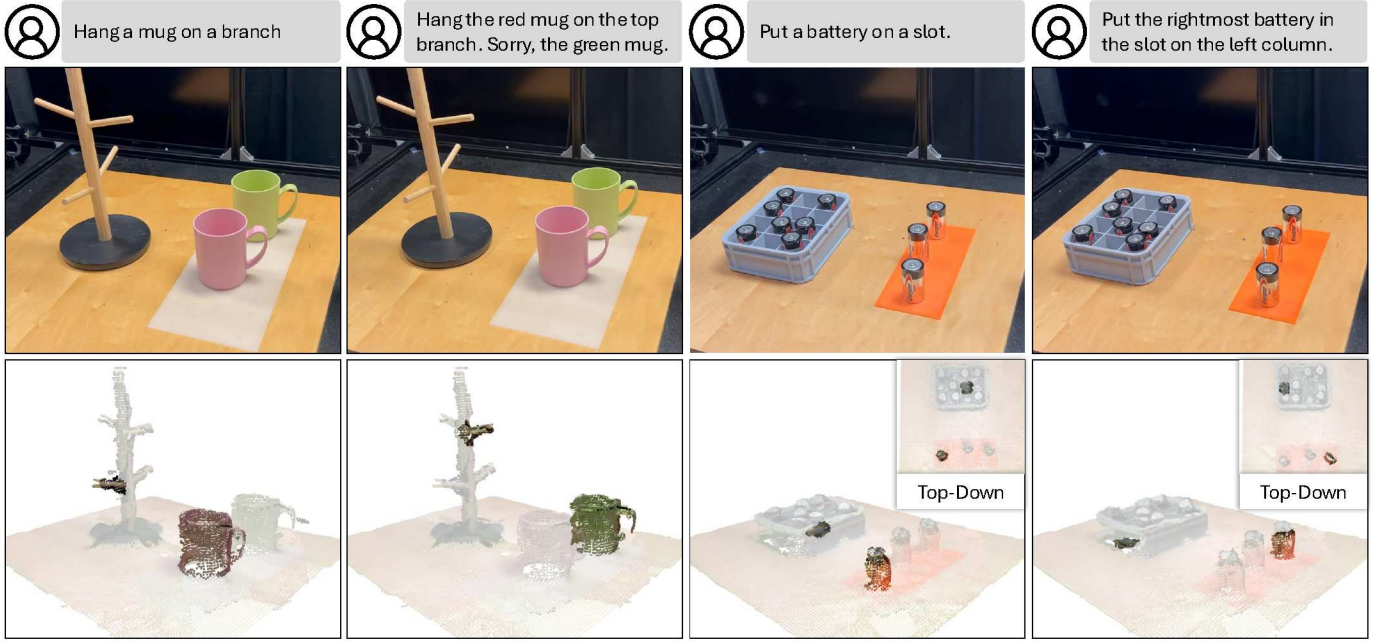 Hang a mug on a branch
Hang the red mug on the top
branch. Sorry, the green mug.
Put a battery on a slot.
Put the rightmost battery in
the slot on the left column.
Top-Down
Top-Down